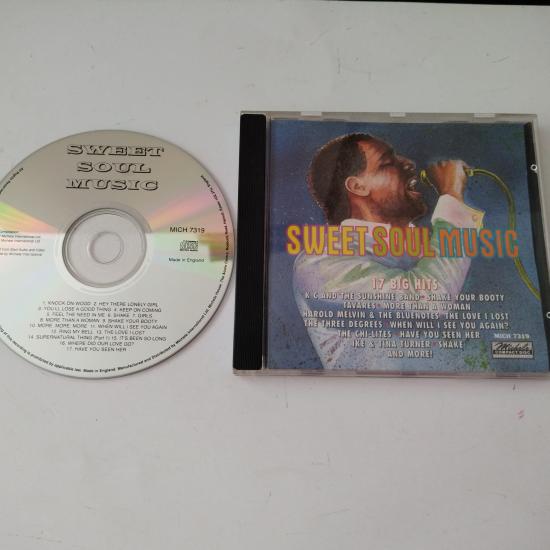 SWEET
SOUL
MUSIC
MICH 7319
COMPACT
disc
Made in England
1. KNOCK ON WOOD 2. HEY THERE LONELY GIRL
3. YOU'LL LOSE A GOOD THING 4. KEEP ON COMING
5. FEEL THE NEED IN ME 6. SHAKE 7. GIRLS
8. MORE THAN A WOMAN 9. SHAKE YOUR BOOTY
10. MORE, MORE, MORE 11. WHEN WILL I SEE YOU AGAIN
12. RING MY BELL 13. THE LOVE I LOST
14. SUPERNATURAL THING (Part I) 15. IT'S BEEN SO LONG
16. WHERE DID OUR LOVE GO?
17. HAVE YOU SEEN HER
SWEET SOUL MUSIC
17 BIG HITS
K C AND THE SUNSHINE BAND SHAKE YOUR BOOTY
TAVARES MORE THAN A WOMAN
HAROLD MELVIN & THE BLUENOTES THE LOVE I LOST
THE THREE DEGREES WHEN WILL I SEE YOU AGAIN?
THE CHI-LITES HAVE YOU SEEN HER
IKE & TINA TURNER SHAKE
AND MORE!
MICH 7319
Michele
COMPACT DISC